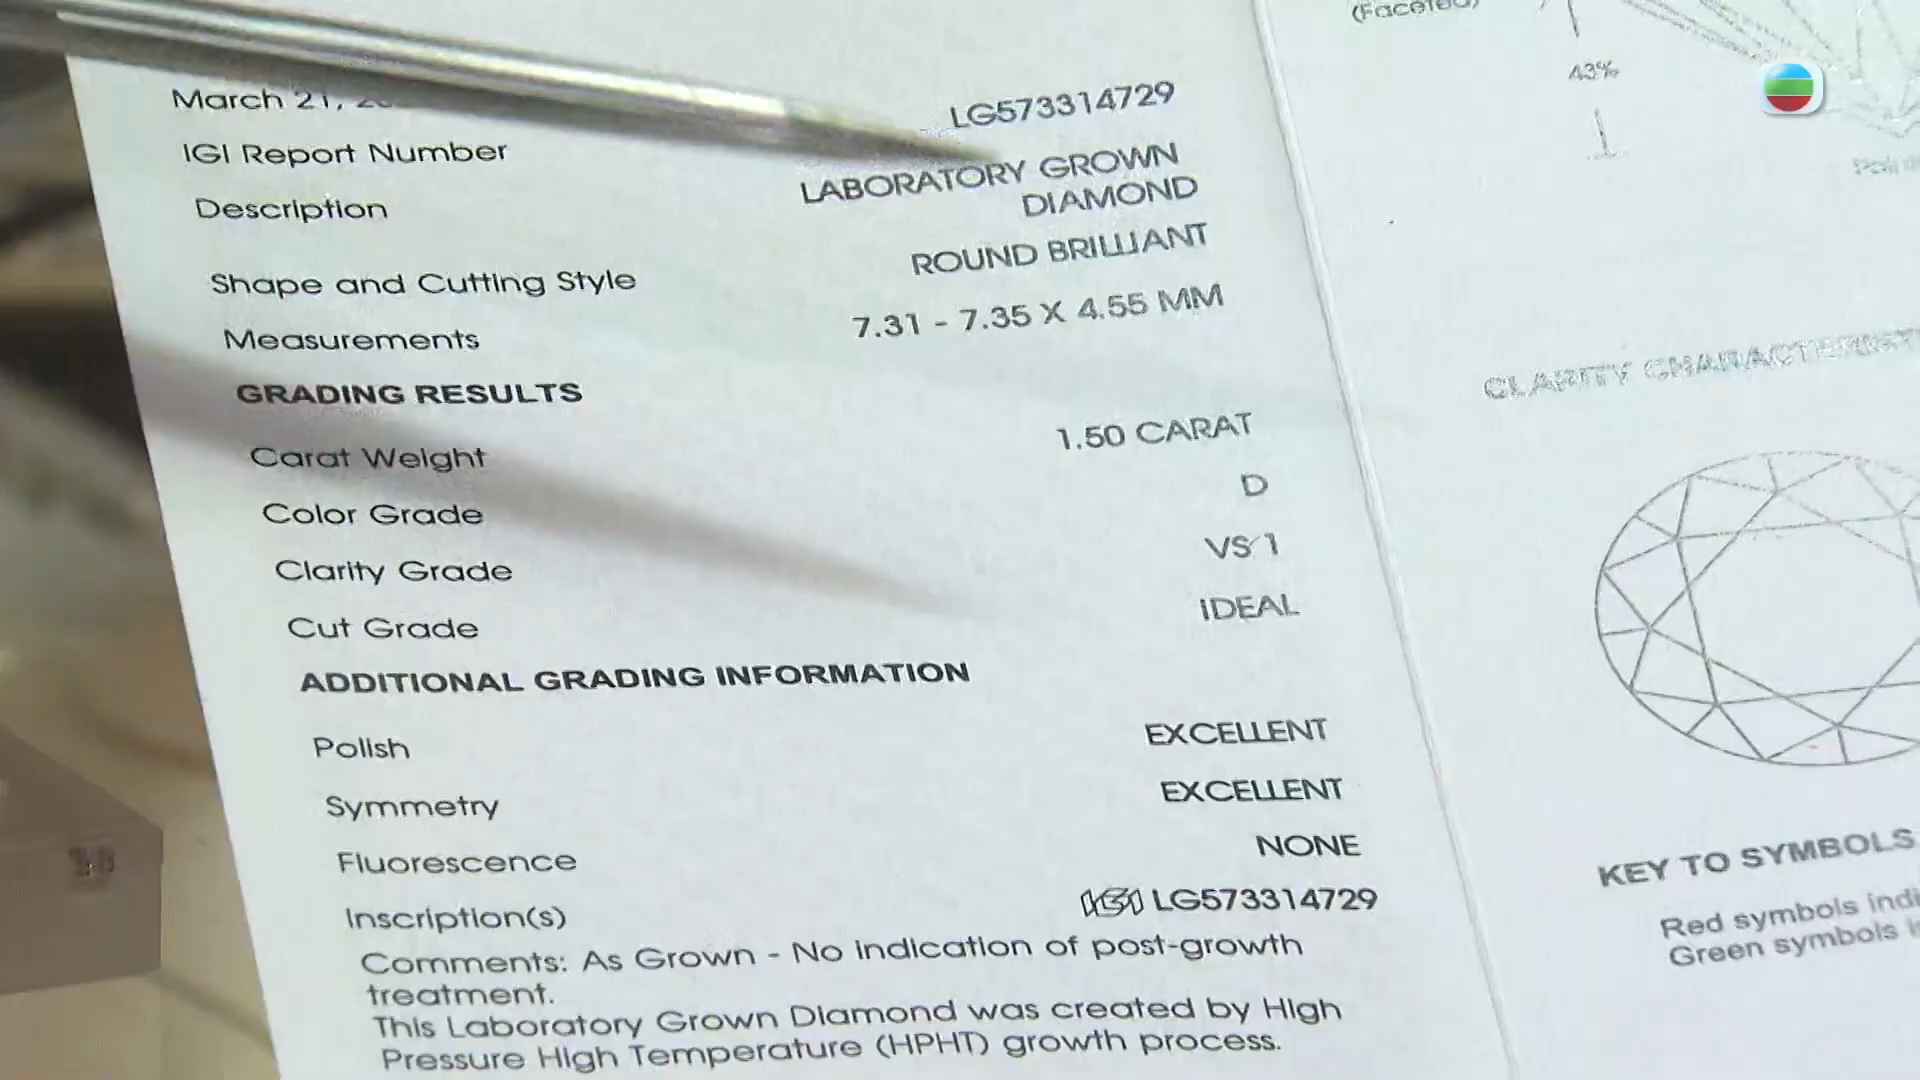 March 21,
IGI Report Number LG573314729
Description LABORATORY GROWN
DIAMOND
Shape and Cutting Style ROUND BRILLIANT
Measurements 7.31 - 7.35 X 4.55 MM
GRADING RESULTS
Carat Weight 1.50 CARAT
Color Grade D
Clarity Grade VS 1
Cut Grade IDEAL
ADDITIONAL GRADING INFORMATION
Polish EXCELLENT
Symmetry EXCELLENT
Fluorescence NONE
Inscription(s) IGI LG573314729
Comments: As Grown - No indication of post-growth
treatment.
This Laboratory Grown Diamond was created by High
Pressure High Temperature (HPHT) growth process.
(Faceted)
43%
CLARITY
KEY TO SYMBOLS
Red symbols
Green symbols